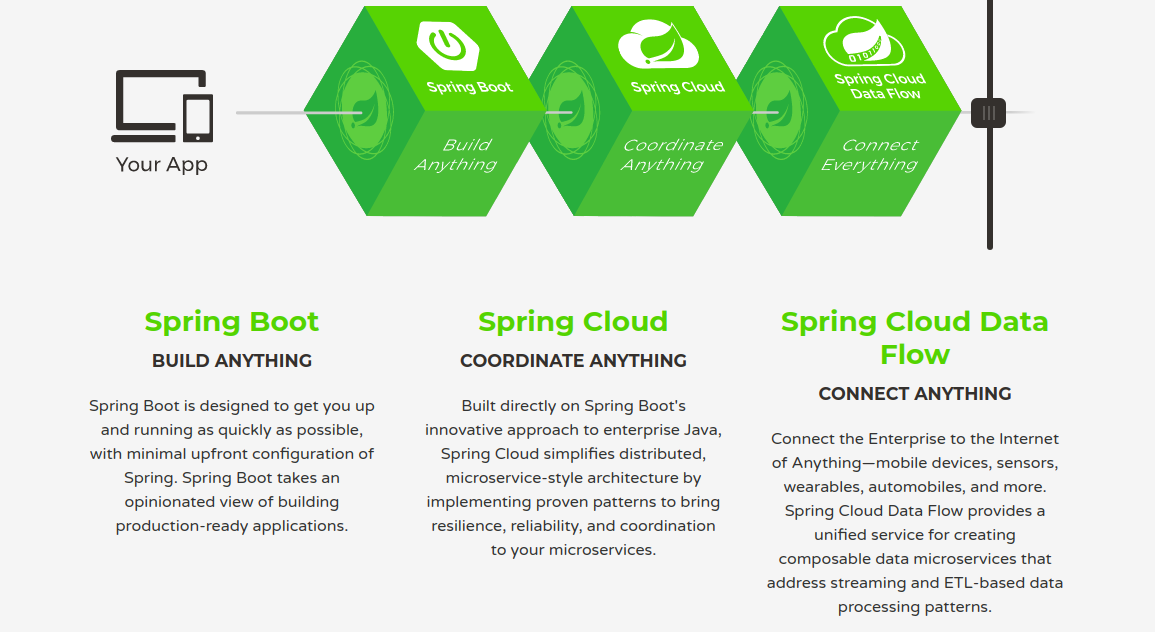 Spring Boot
Spring Cloud
Spring Cloud
Data Flow
Your App
Build
Anything
Coordinate
Anything
Connect
Everything
Spring Boot
BUILD ANYTHING
Spring Boot is designed to get you up
and running as quickly as possible,
with minimal upfront configuration of
Spring. Spring Boot takes an
opinionated view of building
production-ready applications.
Spring Cloud
COORDINATE ANYTHING
Built directly on Spring Boot's
innovative approach to enterprise Java,
Spring Cloud simplifies distributed,
microservice-style architecture by
implementing proven patterns to bring
resilience, reliability, and coordination
to your microservices.
Spring Cloud Data
Flow
CONNECT ANYTHING
Connect the Enterprise to the Internet
of Anything—mobile devices, sensors,
wearables, automobiles, and more.
Spring Cloud Data Flow provides a
unified service for creating
composable data microservices that
address streaming and ETL-based data
processing patterns.